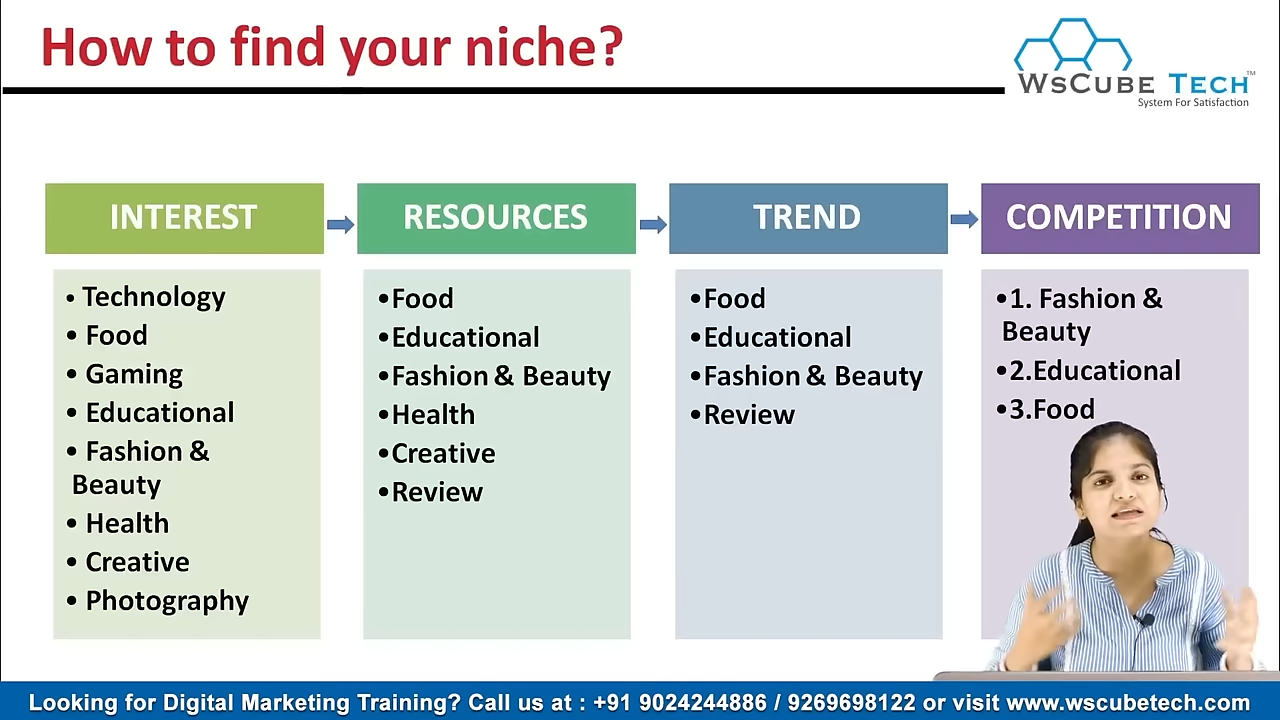 How to find your niche?
WSCUBE TECH™
System For Satisfaction
INTEREST
• Technology
• Food
• Gaming
• Educational
• Fashion &
Beauty
• Health
• Creative
• Photography
RESOURCES
•Food
•Educational
•Fashion & Beauty
•Health
•Creative
•Review
TREND
•Food
•Educational
•Fashion & Beauty
•Review
COMPETITION
•1. Fashion &
Beauty
•2.Educational
•3.Food
Looking for Digital Marketing Training? Call us at : +91 9024244886 / 9269698122 or visit www.wscubetech.com